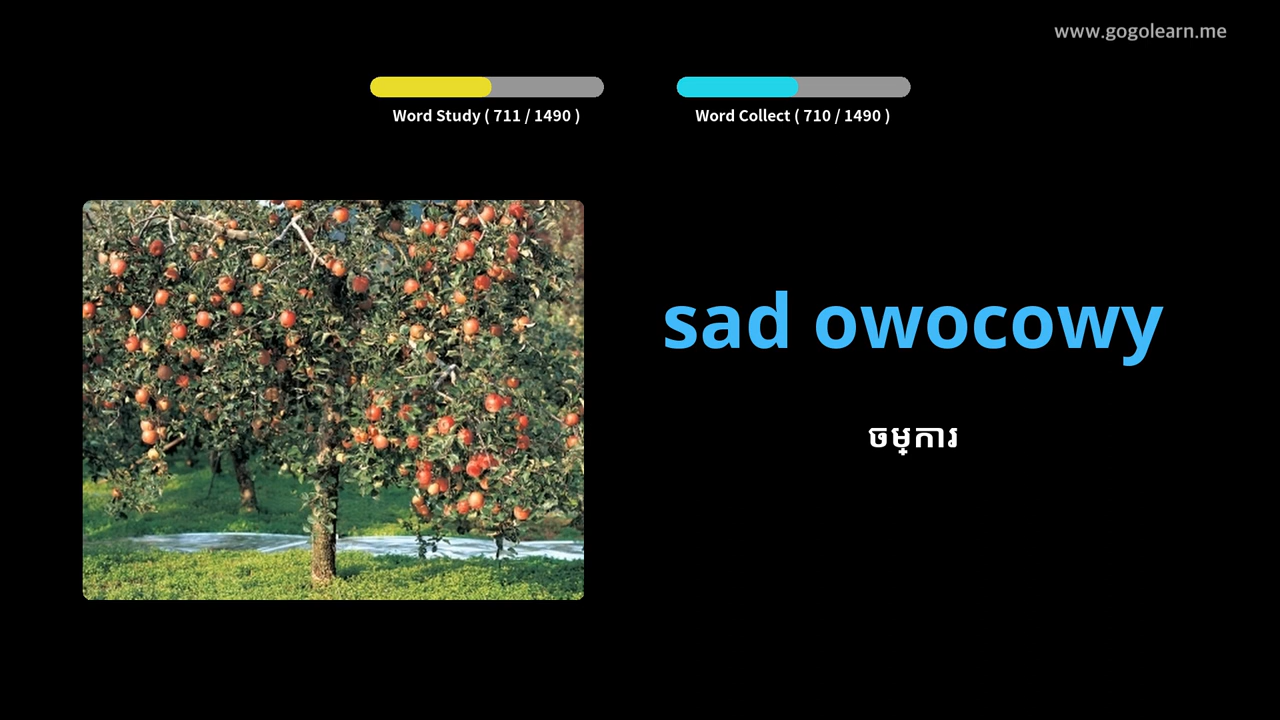 www.gogolearn.me
Word Study ( 711 / 1490 )
Word Collect ( 710 / 1490 )
sad owocowy
ចម្ការ